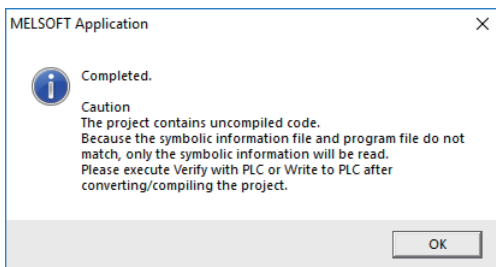 MELSOFT Application
Completed.
Caution
The project contains uncompiled code.
Because the symbolic information file and program file do not
match, only the symbolic information will be read.
Please execute Verify with PLC or Write to PLC after
converting/compiling the project.
OK